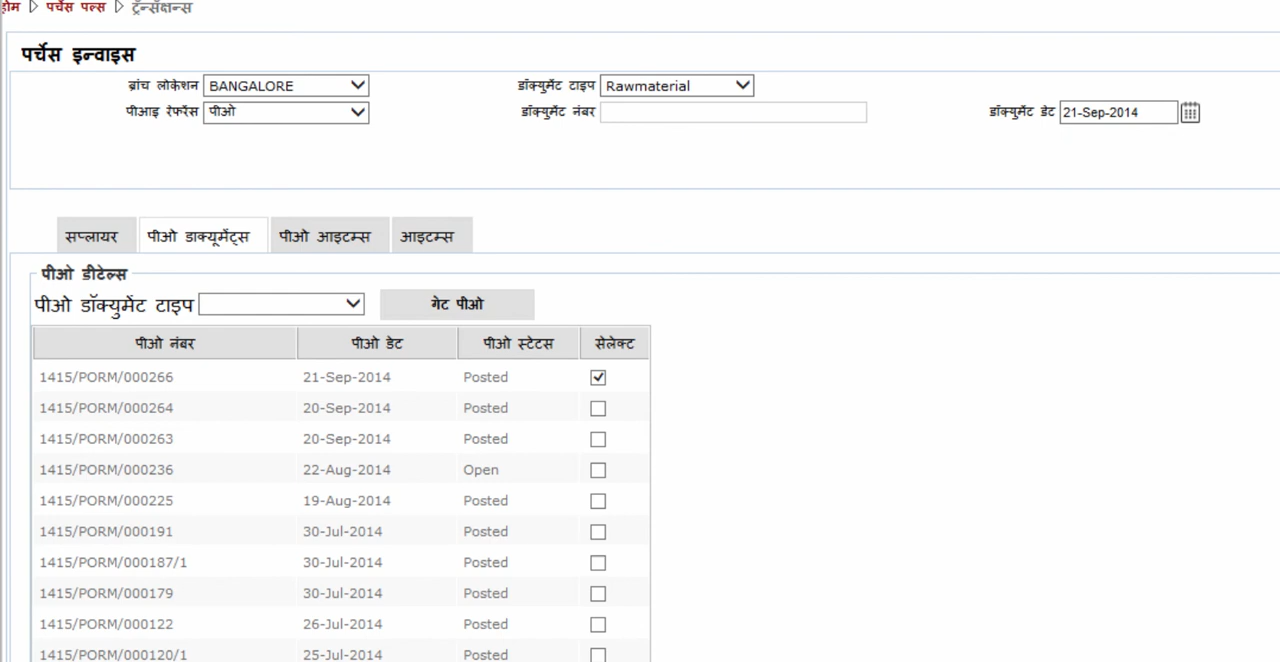 होम पर्चेस पल्स ट्रॅन्सॅक्षन्स
पर्चेस इन्वाइस
ब्रांच लोकेशन BANGALORE डॉक्युमेंट टाइप Rawmaterial
पीआइ रेफरेंस पीओ डॉक्युमेंट नंबर डॉक्युमेंट डेट 21-Sep-2014
सप्लायर पीओ डाक्यूमेंट्स पीओ आइटम्स आइटम्स
पीओ डीटेल्स
पीओ डॉक्युमेंट टाइप गेट पीओ
पीओ नंबर पीओ डेट पीओ स्टेटस सेलेक्ट
1415/PORM/000266 21-Sep-2014 Posted
1415/PORM/000264 20-Sep-2014 Posted
1415/PORM/000263 20-Sep-2014 Posted
1415/PORM/000236 22-Aug-2014 Open
1415/PORM/000225 19-Aug-2014 Posted
1415/PORM/000191 30-Jul-2014 Posted
1415/PORM/000187/1 30-Jul-2014 Posted
1415/PORM/000179 30-Jul-2014 Posted
1415/PORM/000122 26-Jul-2014 Posted
1415/PORM/000120/1 25-Jul-2014 Posted